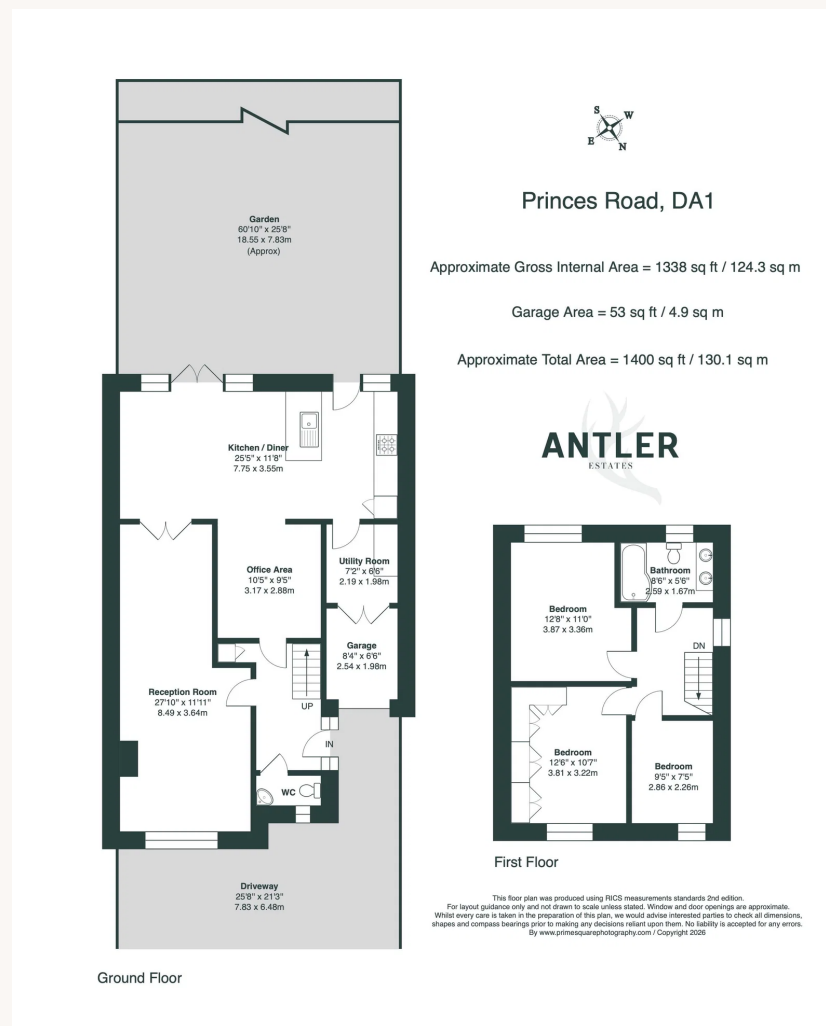 S
W
E
N
Princes Road, DA1
Approximate Gross Internal Area = 1338 sq ft / 124.3 sq m
Garage Area = 53 sq ft / 4.9 sq m
Approximate Total Area = 1400 sq ft / 130.1 sq m
ANTLER
ESTATES
Garden
60'10" x 25'8"
18.55 x 7.83m
(Approx)
Kitchen / Diner
25'5" x 11'8"
7.75 x 3.55m
Office Area
10'5" x 9'5"
3.17 x 2.88m
Utility Room
7'2" x 6'6"
2.19 x 1.98m
Garage
8'4" x 6'6"
2.54 x 1.98m
Reception Room
27'10" x 11'11"
8.49 x 3.64m
UP
IN
WC
Driveway
25'8" x 21'3"
7.83 x 6.48m
Ground Floor
Bathroom
8'6" x 5'6"
2.59 x 1.67m
Bedroom
12'8" x 11'0"
3.87 x 3.36m
DN
Bedroom
12'6" x 10'7"
3.81 x 3.22m
Bedroom
9'5" x 7'5"
2.86 x 2.26m
First Floor
This floor plan was produced using RICS measurements standards 2nd edition.
For layout guidance only and not drawn to scale unless stated. Window and door openings are approximate.
Whilst every care is taken in the preparation of this plan, we would advise interested parties to check all dimensions,
shapes and compass bearings prior to making any decisions reliant upon them. No liability is accepted for any errors.
By www.primesquarephotography.com / Copyright 2026